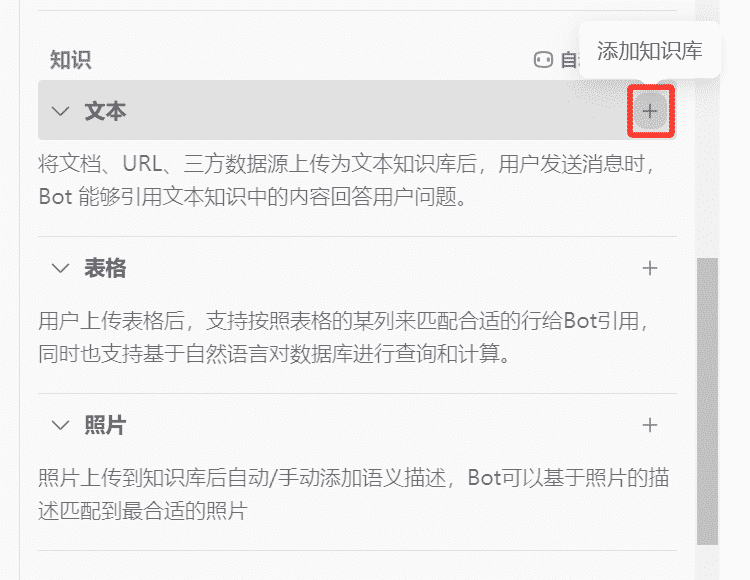 知识
自
添加知识库
文本
将文档、URL、三方数据源上传为文本知识库后，用户发送消息时，
Bot 能够引用文本知识中的内容回答用户问题。
表格
用户上传表格后，支持按照表格的某列来匹配合适的行给Bot引用，
同时也支持基于自然语言对数据库进行查询和计算。
照片
照片上传到知识库后自动/手动添加语义描述，Bot可以基于照片的描
述匹配到最合适的照片